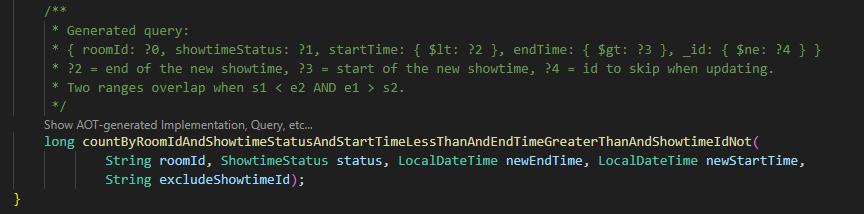 /**
* Generated query:
* { roomId: ?0, showtimeStatus: ?1, startTime: { $lt: ?2 }, endTime: { $gt: ?3 }, _id: { $ne: ?4 } }
* ?2 = end of the new showtime, ?3 = start of the new showtime, ?4 = id to skip when updating.
* Two ranges overlap when s1 < e2 AND e1 > s2.
*/
Show AOT-generated Implementation, Query, etc...
long countByRoomIdAndShowtimeStatusAndStartTimeLessThanAndEndTimeGreaterThanAndShowtimeIdNot(
String roomId, ShowtimeStatus status, LocalDateTime newEndTime, LocalDateTime newStartTime,
String excludeShowtimeId);
}